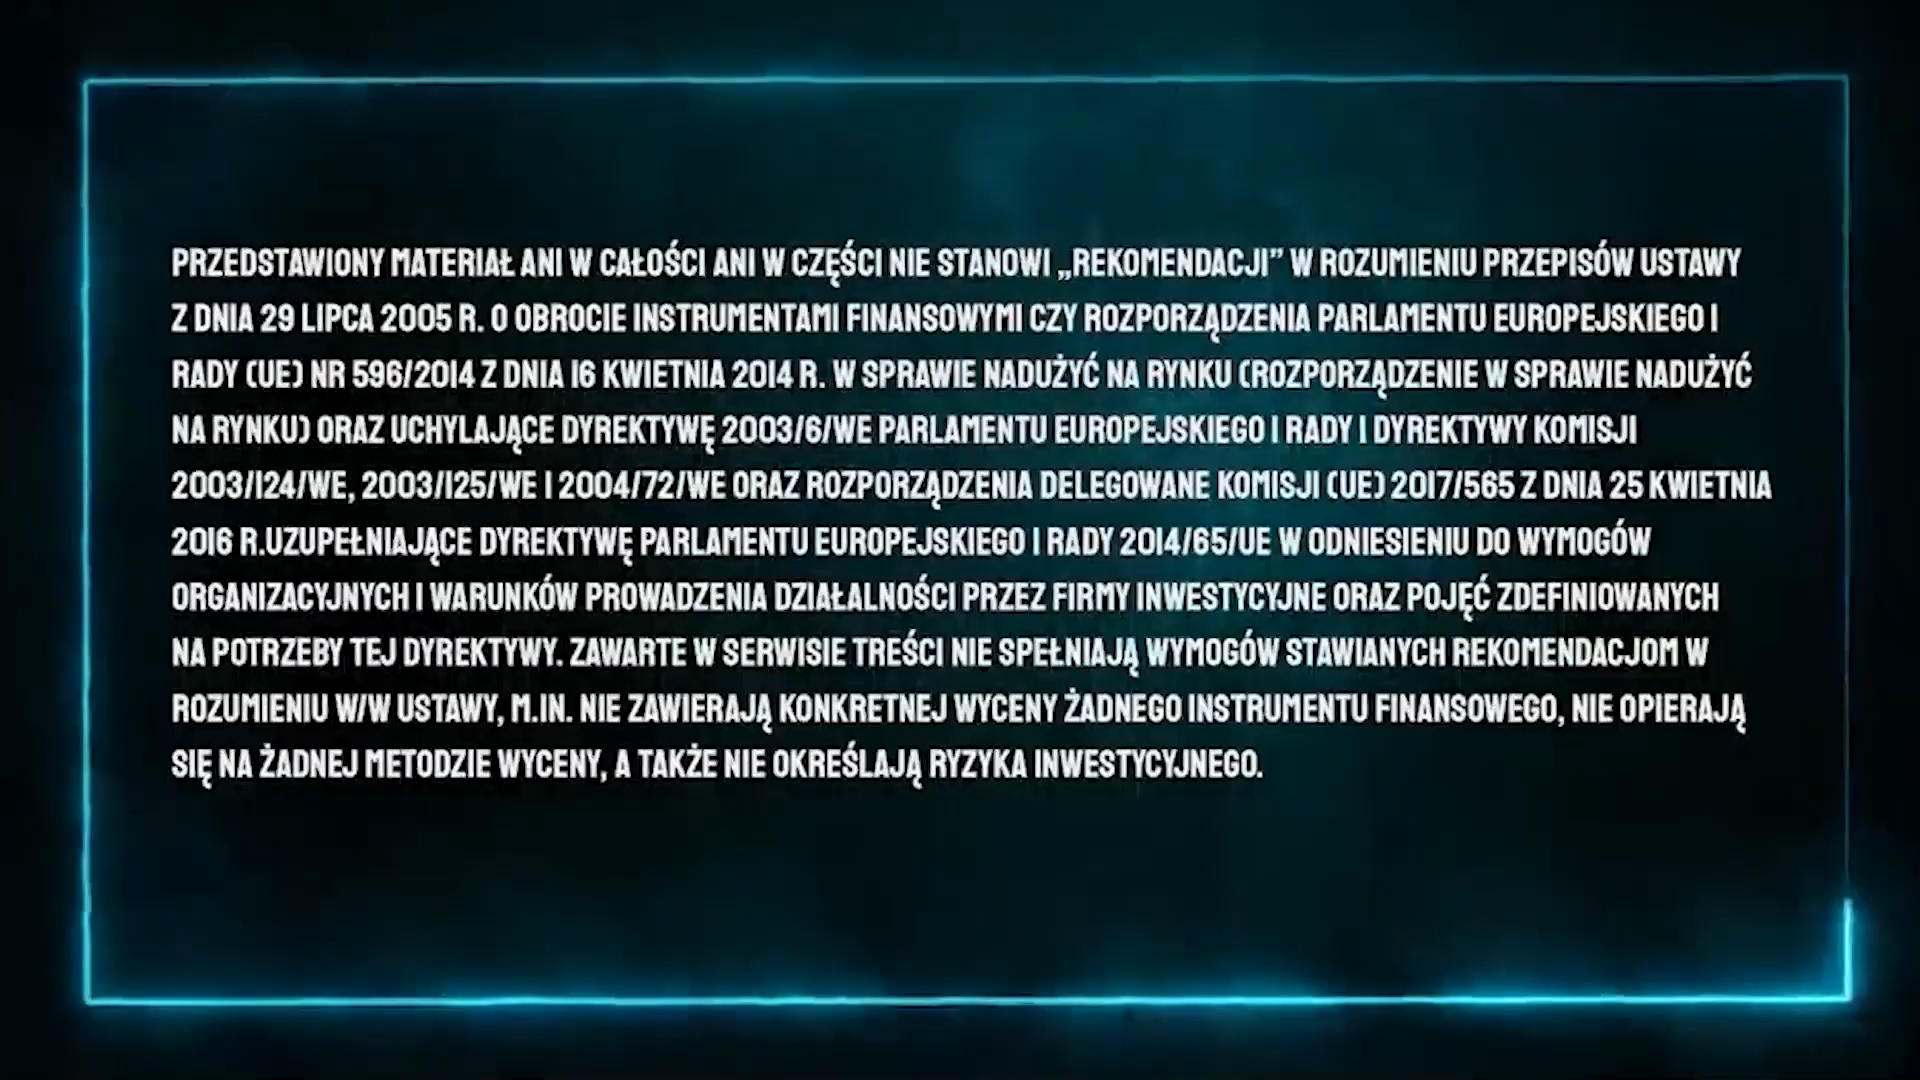 PRZEDSTAWIONY MATERIAŁ ANI W CAŁOŚCI ANI W CZĘŚCI NIE STANOWI „REKOMENDACJI” W ROZUMIENIU PRZEPISÓW USTAWY
Z DNIA 29 LIPCA 2005 R. O OBROCIE INSTRUMENTAMI FINANSOWYMI CZY ROZPORZĄDZENIA PARLAMENTU EUROPEJSKIEGO I
RADY (UE) NR 596/2014 Z DNIA 16 KWIETNIA 2014 R. W SPRAWIE NADUŻYĆ NA RYNKU (ROZPORZĄDZENIE W SPRAWIE NADUŻYĆ
NA RYNKU) ORAZ UCHYLAJĄCE DYREKTYWĘ 2003/6/WE PARLAMENTU EUROPEJSKIEGO I RADY I DYREKTYWY KOMISJI
2003/124/WE, 2003/125/WE I 2004/72/WE ORAZ ROZPORZĄDZENIA DELEGOWANE KOMISJI (UE) 2017/565 Z DNIA 25 KWIETNIA
2016 R.UZUPEŁNIAJĄCE DYREKTYWĘ PARLAMENTU EUROPEJSKIEGO I RADY 2014/65/UE W ODNIESIENIU DO WYMOGÓW
ORGANIZACYJNYCH I WARUNKÓW PROWADZENIA DZIAŁALNOŚCI PRZEZ FIRMY INWESTYCYJNE ORAZ POJĘĆ ZDEFINIOWANYCH
NA POTRZEBY TEJ DYREKTYWY. ZAWARTE W SERWISIE TREŚCI NIE SPEŁNIAJĄ WYMOGÓW STAWIANYCH REKOMENDACJOM W
ROZUMIENIU W/W USTAWY, M.IN. NIE ZAWIERAJĄ KONKRETNEJ WYCENY ŻADNEGO INSTRUMENTU FINANSOWEGO, NIE OPIERAJĄ
SIĘ NA ŻADNEJ METODZIE WYCENY, A TAKŻE NIE OKREŚLAJĄ RYZYKA INWESTYCYJNEGO.